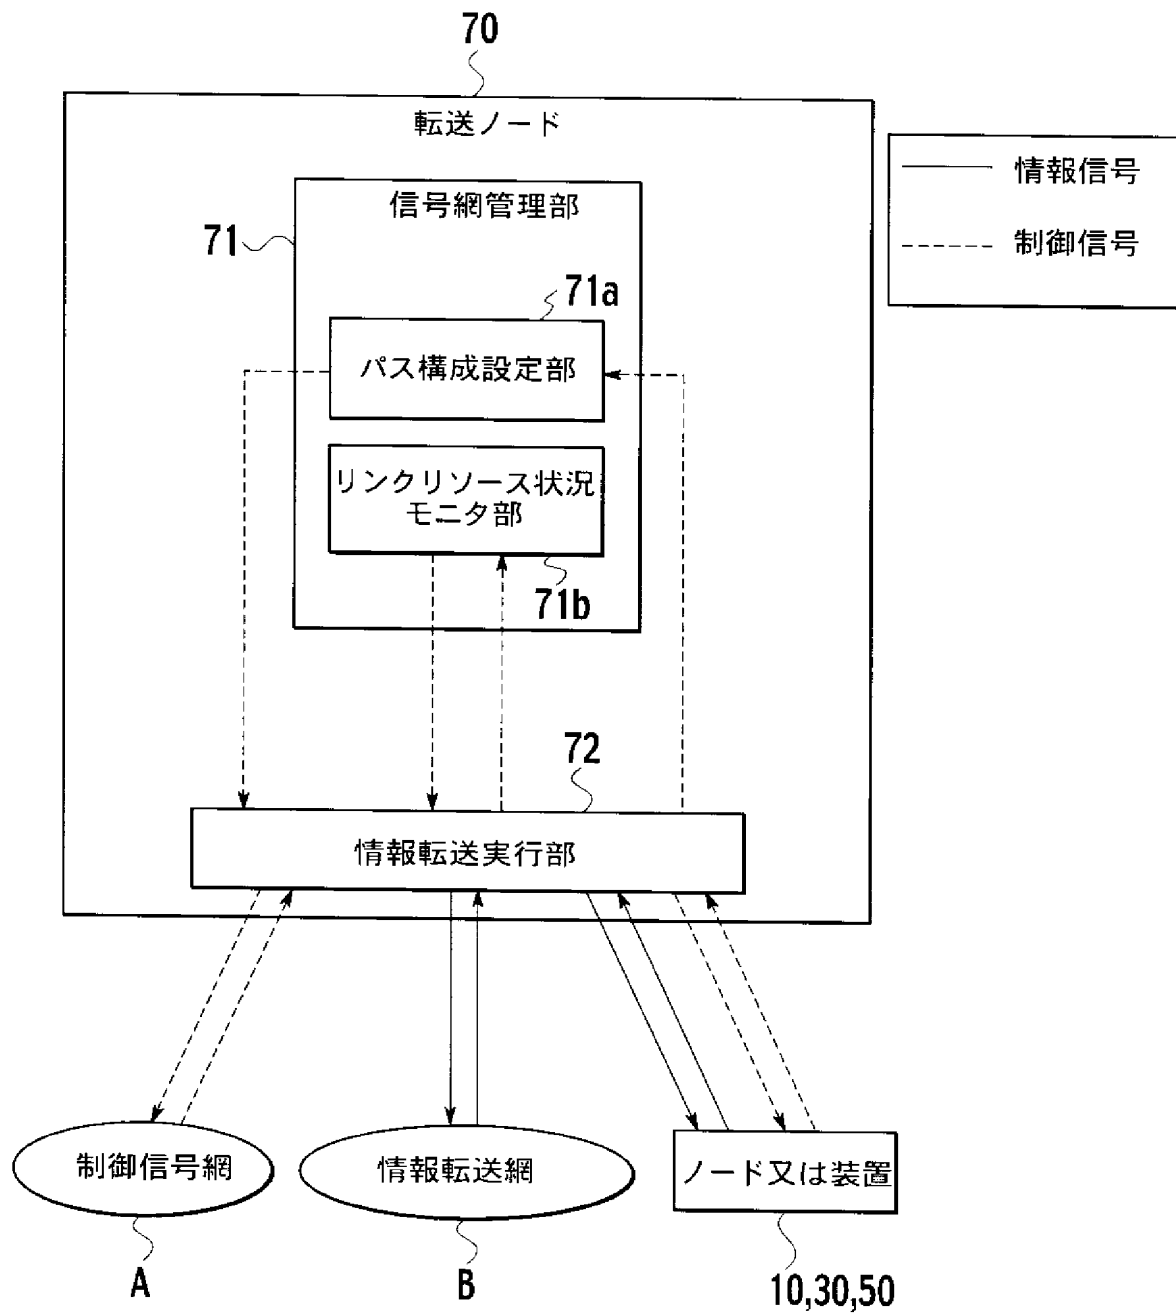 70
転送ノード
情報信号
制御信号
信号網管理部
71
71a
パス構成設定部
リンクリソース状況
モニタ部
71b
72
情報転送実行部
制御信号網
情報転送網
ノード又は装置
A
B
10,30,50